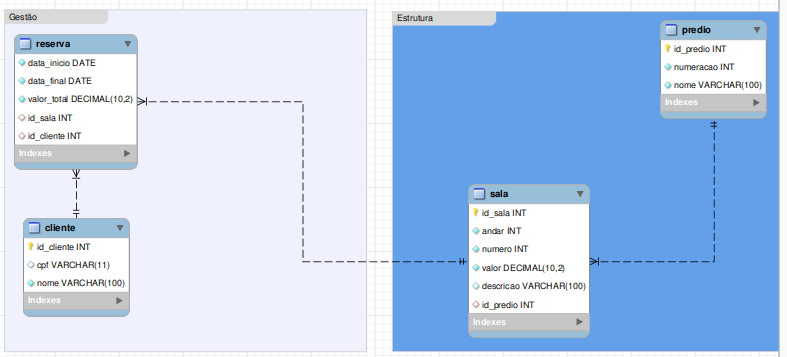 Gestão
reserva
data_inicio DATE
data_final DATE
valor_total DECIMAL(10,2)
id_sala INT
id_cliente INT
Indexes
cliente
id_cliente INT
cpf VARCHAR(11)
nome VARCHAR(100)
Indexes
Estrutura
predio
id_predio INT
numeracao INT
nome VARCHAR(100)
Indexes
sala
id_sala INT
andar INT
numero INT
valor DECIMAL(10,2)
descricao VARCHAR(100)
id_predio INT
Indexes